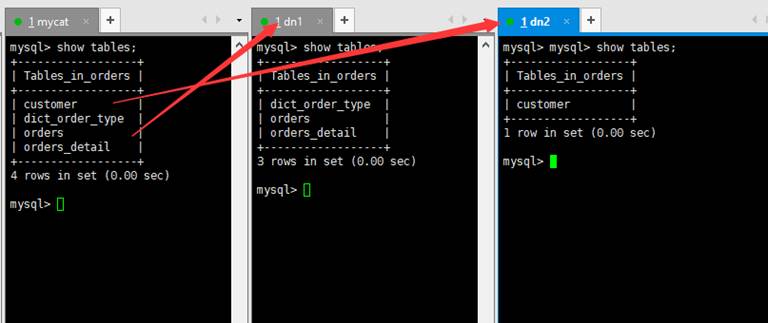 1 mycat × +
mysql> show tables;
+------------------+
| Tables_in_orders |
+------------------+
| customer         |
| dict_order_type  |
| orders           |
| orders_detail    |
+------------------+
4 rows in set (0.00 sec)
mysql>
1 dn1 × +
mysql> show tables;
+------------------+
| Tables_in_orders |
+------------------+
| dict_order_type  |
| orders           |
| orders_detail    |
+------------------+
3 rows in set (0.00 sec)
mysql>
1 dn2 × +
mysql> mysql> show tables;
+------------------+
| Tables_in_orders |
+------------------+
| customer         |
+------------------+
1 row in set (0.00 sec)
mysql>